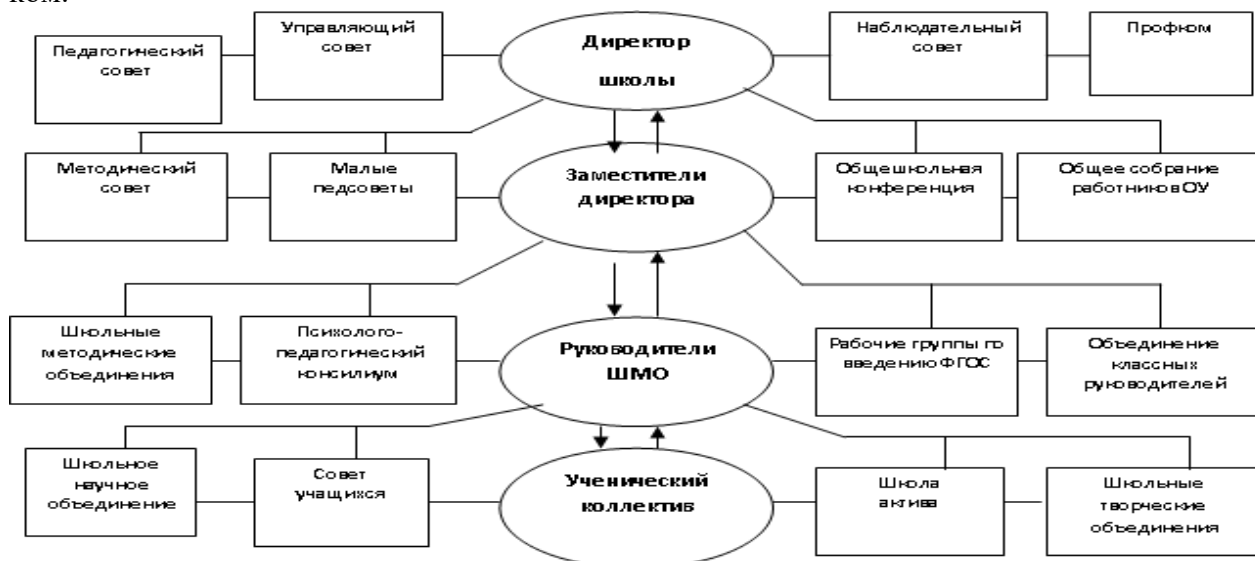 ком.
Педагогический
совет
Управляющий
совет
Директор
школы
Наблюдательный
совет
Профком
Методический
совет
Малые
педсоветы
Заместители
директора
Общешкольная
конференция
Общее собрание
работников ОУ
Школьные
методические
объединения
Психолого-
педагогический
консилиум
Руководители
ШМО
Рабочие группы по
введению ФГОС
Объединение
классных
руководителей
Школьное
научное
объединение
Совет
учащихся
Ученический
коллектив
Школа
актива
Школьные
творческие
объединения